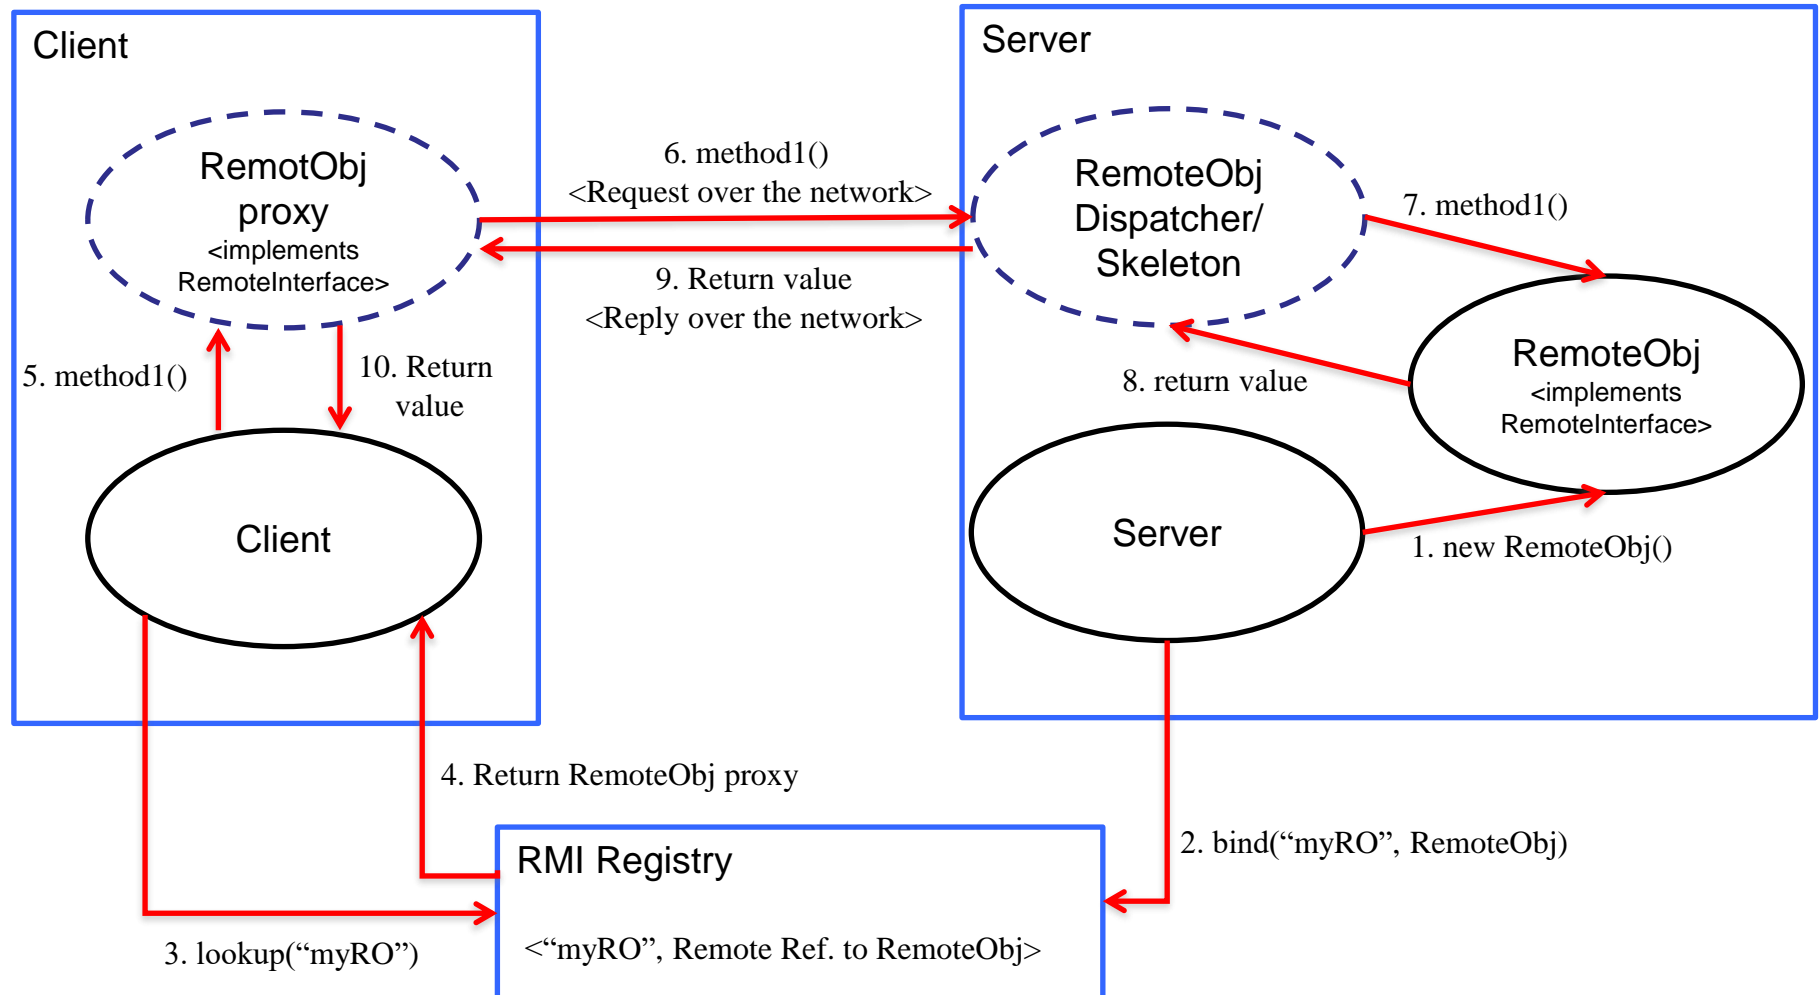 Client
RemotObj
proxy
<implements
RemoteInterface>
5. method1()
10. Return
value
Client
6. method1()
<Request over the network>
9. Return value
<Reply over the network>
Server
RemoteObj
Dispatcher/
Skeleton
7. method1()
RemoteObj
<implements
RemoteInterface>
8. return value
Server
1. new RemoteObj()
4. Return RemoteObj proxy
2. bind(“myRO”, RemoteObj)
3. lookup(“myRO”)
RMI Registry
<“myRO”, Remote Ref. to RemoteObj>